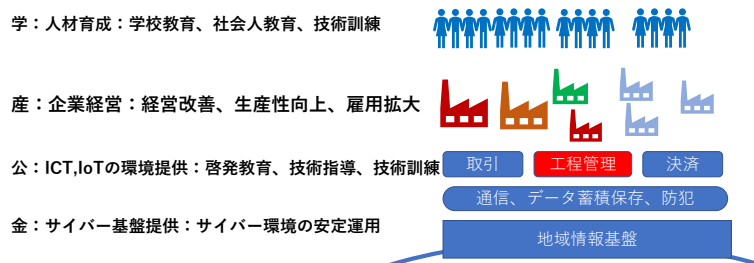 学：人材育成：学校教育、社会人教育、技術訓練
産：企業経営：経営改善、生産性向上、雇用拡大
公：ICT,IoTの環境提供：啓発教育、技術指導、技術訓練
取引
工程管理
決済
通信、データ蓄積保存、防犯
金：サイバー基盤提供：サイバー環境の安定運用
地域情報基盤